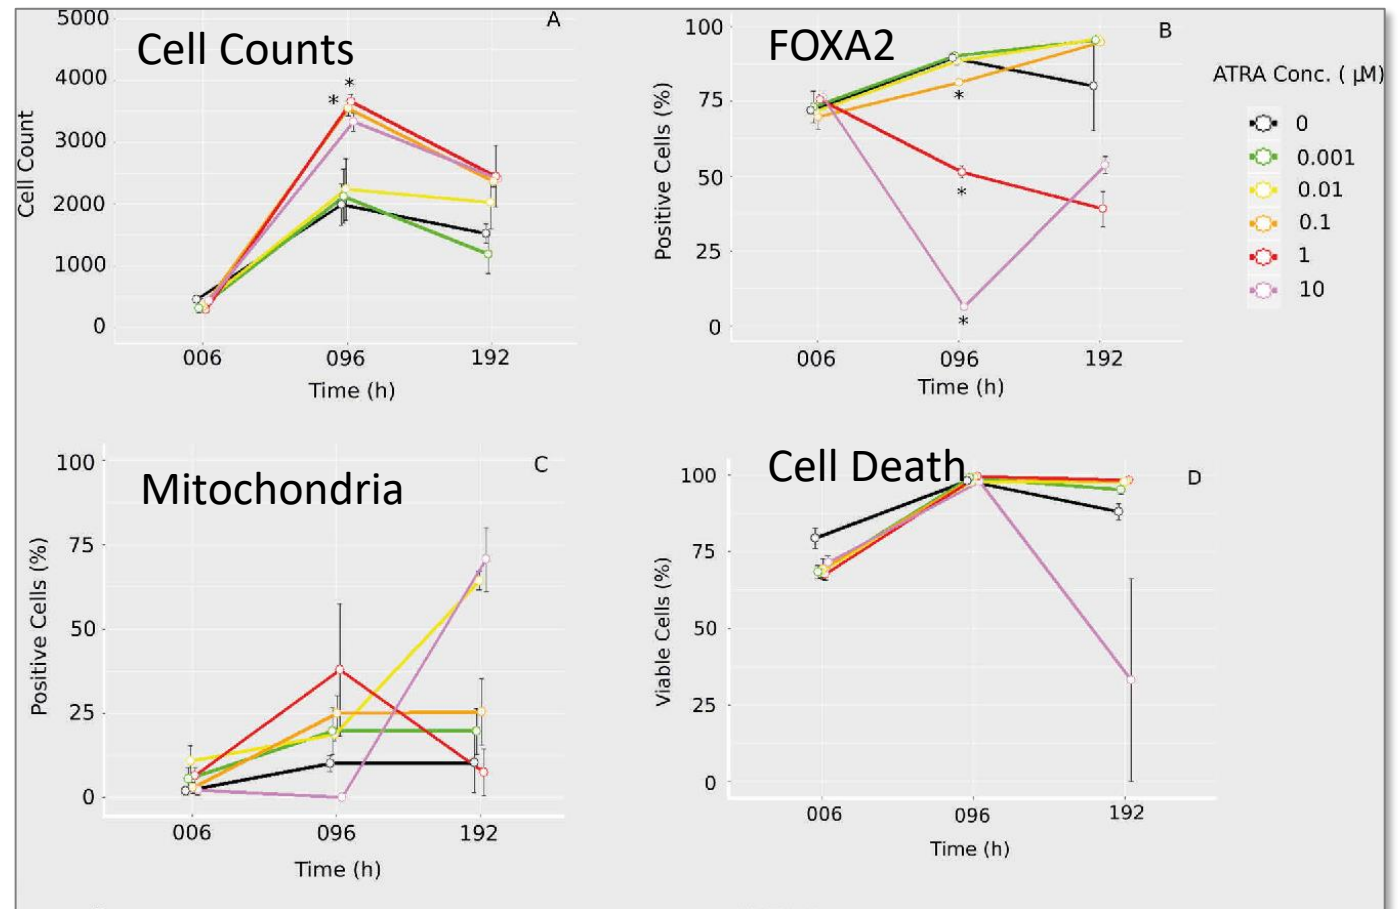 Cell Counts
A
5000
4000
3000
2000
1000
0
Cell Count
*
*
006 096 192
Time (h)
FOXA2
B
100
75
50
25
0
Positive Cells (%)
*
*
*
006 096 192
Time (h)
ATRA Conc. ( µM)
0
0.001
0.01
0.1
1
10
Mitochondria
C
100
75
50
25
0
Positive Cells (%)
006 096 192
Time (h)
Cell Death
D
100
75
50
25
0
Viable Cells (%)
006 096 192
Time (h)